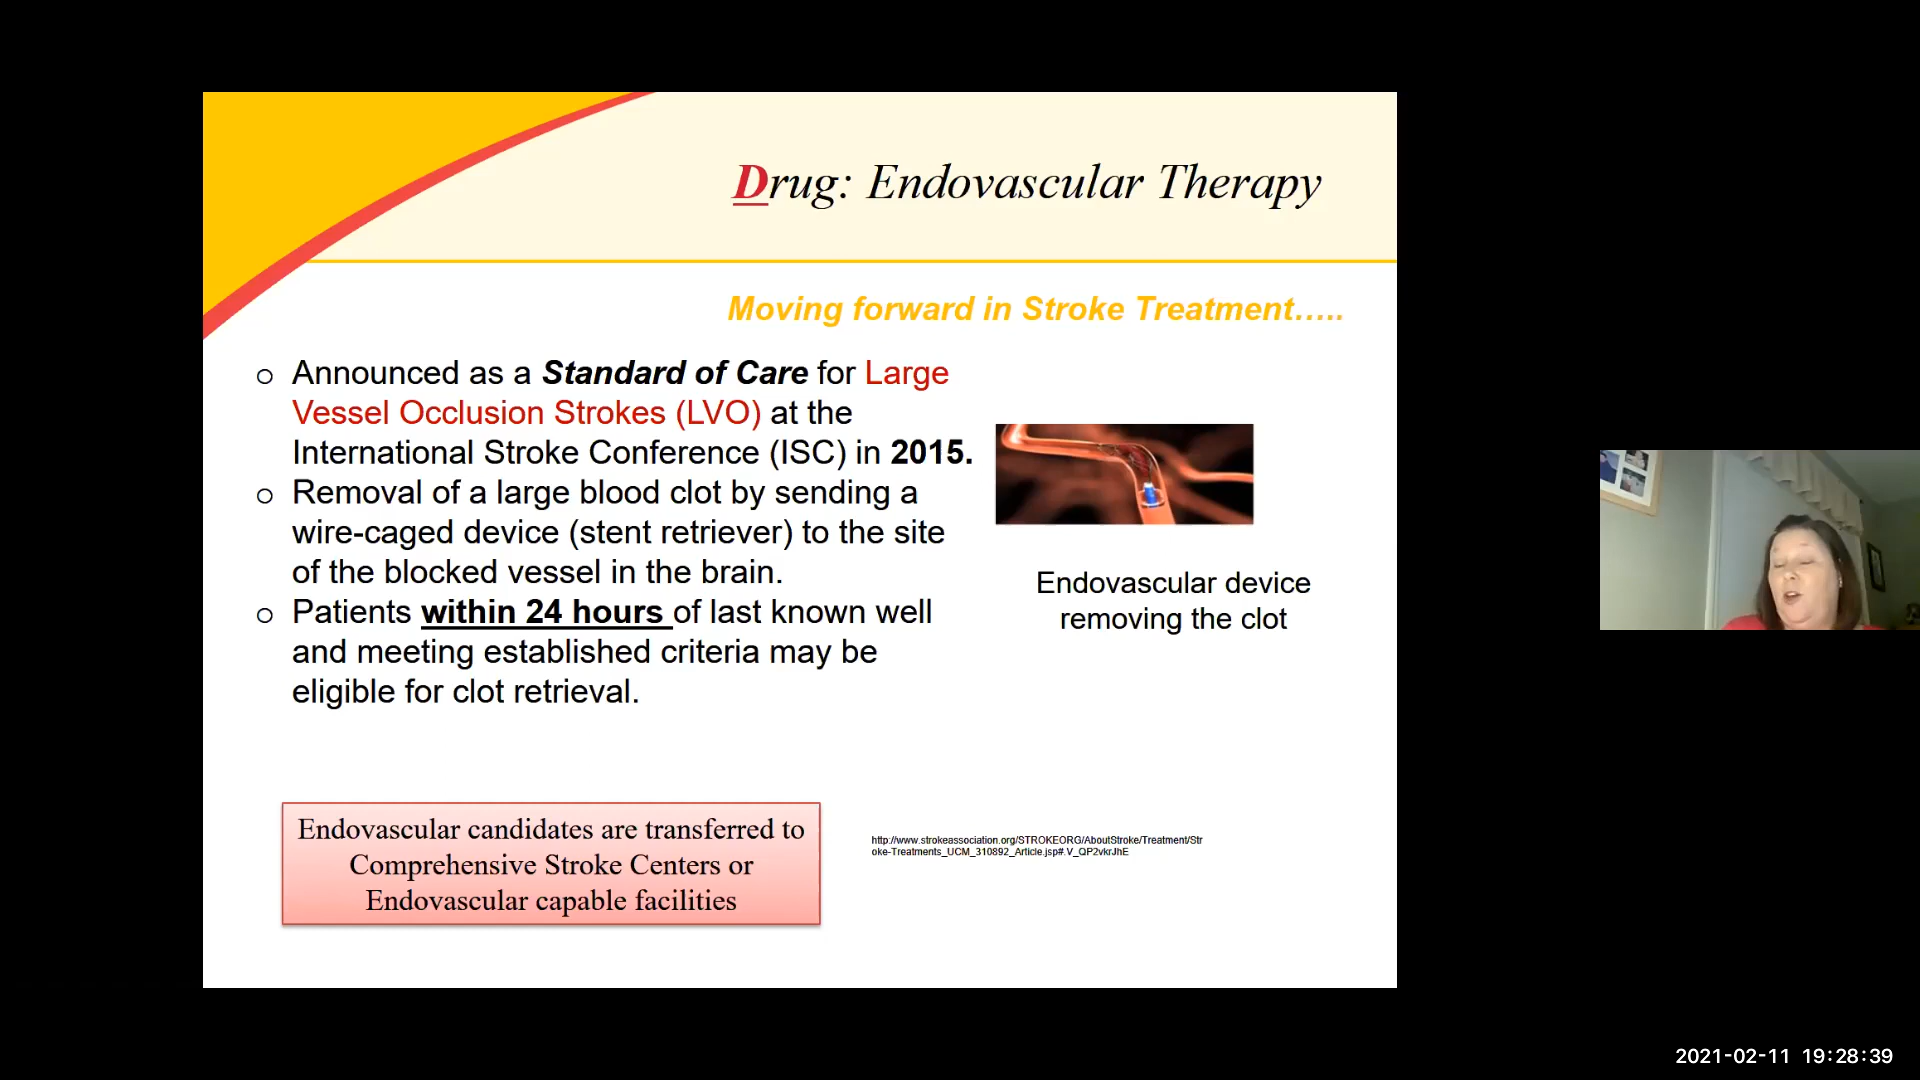 Drug: Endovascular Therapy
Moving forward in Stroke Treatment.....
Announced as a Standard of Care for Large
Vessel Occlusion Strokes (LVO) at the
International Stroke Conference (ISC) in 2015.
Removal of a large blood clot by sending a
wire-caged device (stent retriever) to the site
of the blocked vessel in the brain.
Patients within 24 hours of last known well
and meeting established criteria may be
eligible for clot retrieval.
Endovascular device
removing the clot
Endovascular candidates are transferred to
Comprehensive Stroke Centers or
Endovascular capable facilities
http://www.strokeassociation.org/STROKEORG/AboutStroke/Treatment/Str
oke-Treatments_UCM_310892_Article.jsp#.V_QP2vkrJhE
2021-02-11 19:28:39